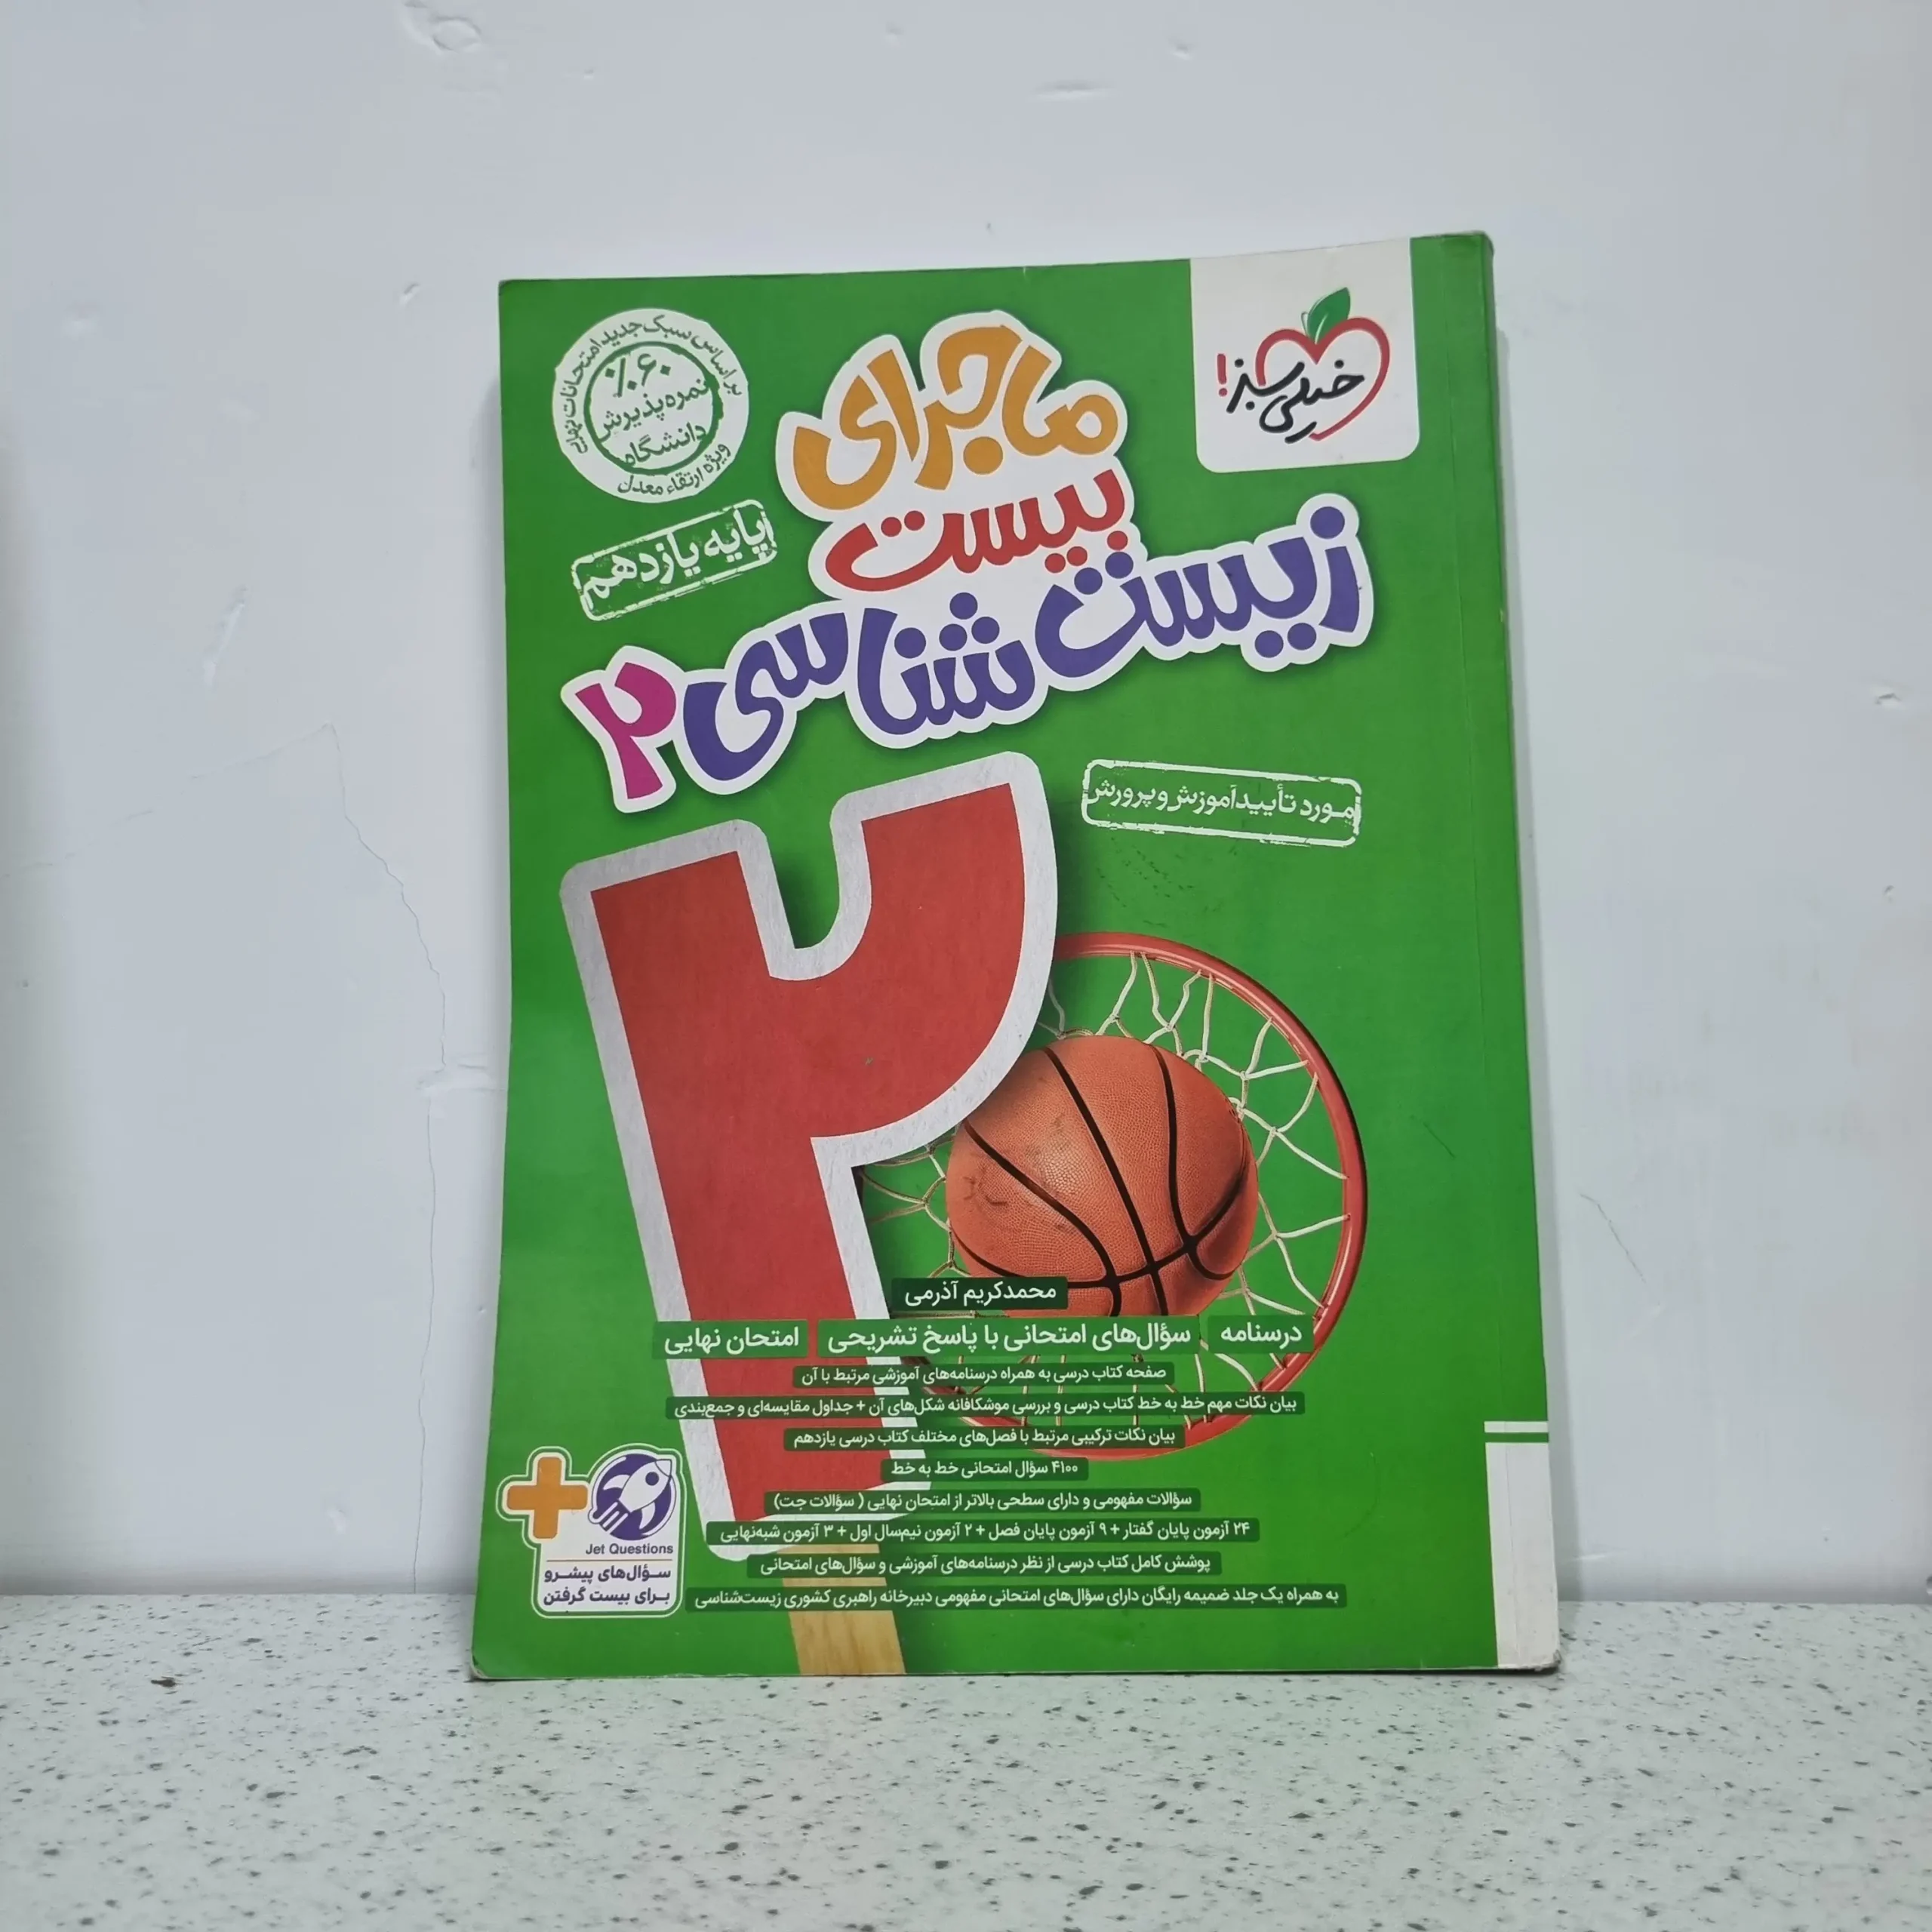 خیلی سبز!
بر اساس سبک جدید امتحانات نهایی
۶۰٪
نمره پذیرش
دانشگاه
ویژه ارتقاء معدل
ماجرای
بیست
زیست شناسی ۲
پایه یازدهم
مورد تأیید آموزش و پرورش
۲
محمدکریم آذرمی
درسنامه سؤال‌های امتحانی با پاسخ تشریحی امتحان نهایی
صفحه کتاب درسی به همراه درسنامه‌های آموزشی مرتبط با آن
بیان نکات مهم خط به خط کتاب درسی و بررسی موشکافانه شکل‌های آن + جداول مقایسه‌ای و جمع‌بندی
بیان نکات ترکیبی مرتبط با فصل‌های مختلف کتاب درسی یازدهم
۴۱۰۰ سؤال امتحانی خط به خط
سؤالات مفهومی و دارای سطحی بالاتر از امتحان نهایی ( سؤالات جت)
۲۴ آزمون پایان گفتار + ۹ آزمون پایان فصل + ۲ آزمون نیم‌سال اول + ۳ آزمون شبه‌نهایی
پوشش کامل کتاب درسی از نظر درسنامه‌های آموزشی و سؤال‌های امتحانی
به همراه یک جلد ضمیمه رایگان دارای سؤال‌های امتحانی مفهومی دبیرخانه راهبری کشوری زیست‌شناسی
Jet Questions
سؤال‌های پیشرو
برای بیست گرفتن